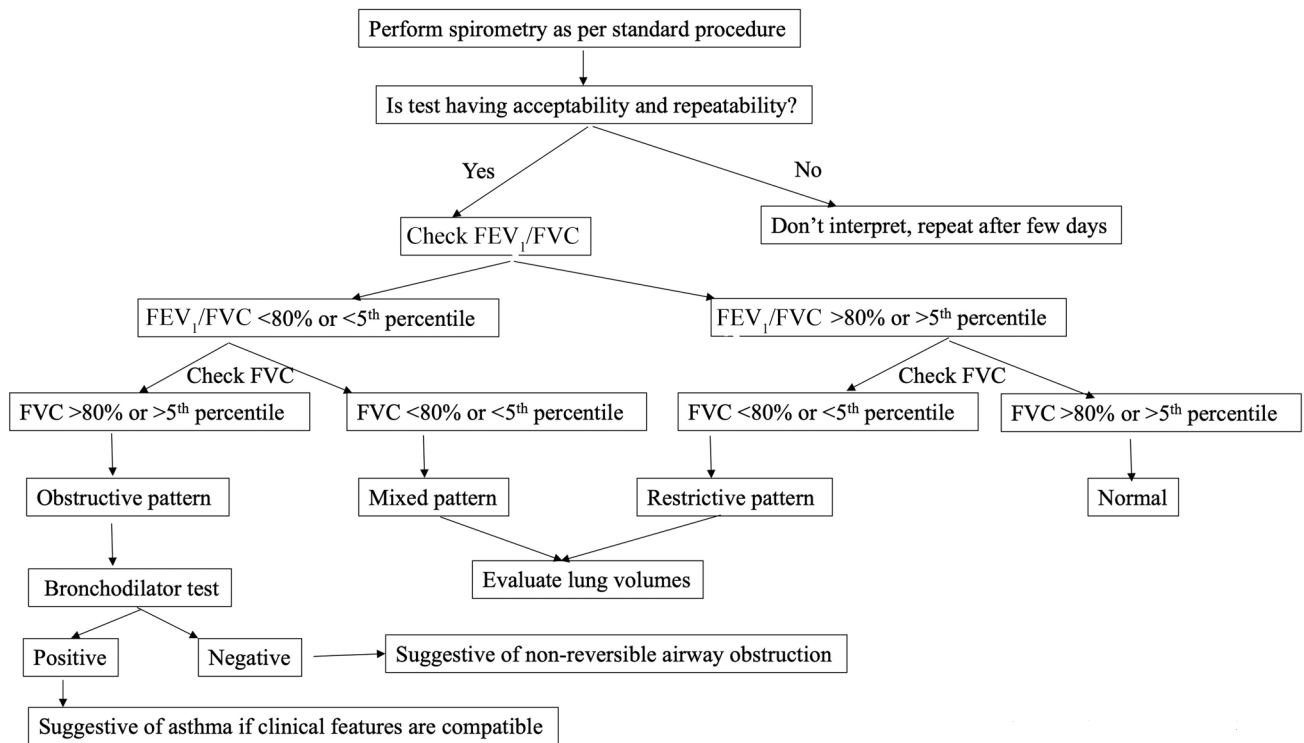 Perform spirometry as per standard procedure
Is test having acceptability and repeatability?
Yes
No
Check FEV₁/FVC
Don’t interpret, repeat after few days
FEV₁/FVC <80% or <5th percentile
FEV₁/FVC >80% or >5th percentile
Check FVC
Check FVC
FVC >80% or >5th percentile
FVC <80% or <5th percentile
FVC <80% or <5th percentile
FVC >80% or >5th percentile
Obstructive pattern
Mixed pattern
Restrictive pattern
Normal
Bronchodilator test
Evaluate lung volumes
Positive
Negative
Suggestive of non-reversible airway obstruction
Suggestive of asthma if clinical features are compatible